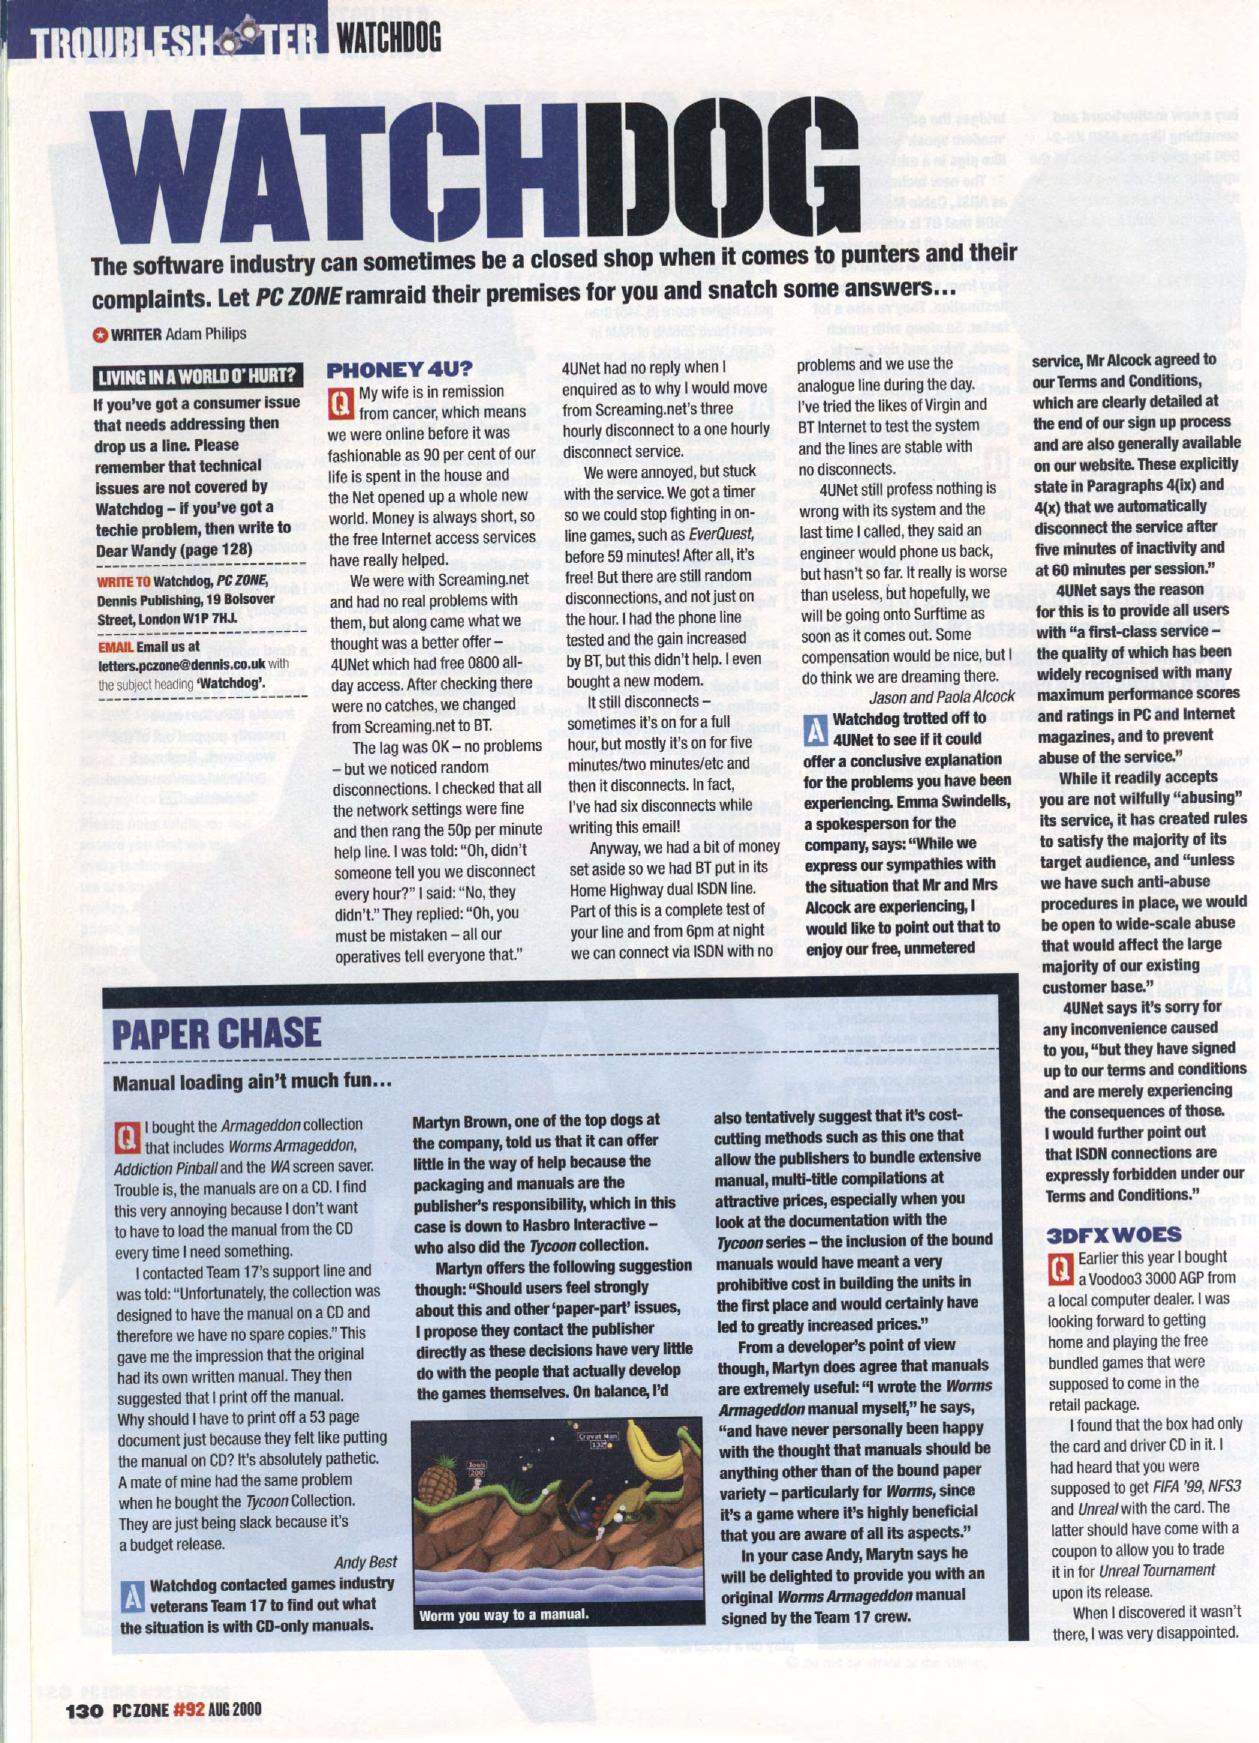 TROUBLESHOOTER WATCHDOG
WATCHDOG
The software industry can sometimes be a closed shop when it comes to punters and their
complaints. Let PC ZONE ramraid their premises for you and snatch some answers...
WRITER Adam Philips
LIVING IN A WORLD O' HURT?
If you've got a consumer issue
that needs addressing then
drop us a line. Please
remember that technical
issues are not covered by
Watchdog – if you've got a
techie problem, then write to
Dear Wandy (page 128)
WRITE TO Watchdog, PC ZONE,
Dennis Publishing, 19 Bolsover
Street, London W1P 7HJ.
EMAIL Email us at
letters.pczone@dennis.co.uk with
the subject heading 'Watchdog'.
PHONEY 4U?
Q My wife is in remission
from cancer, which means
we were online before it was
fashionable as 90 per cent of our
life is spent in the house and
the Net opened up a whole new
world. Money is always short, so
the free Internet access services
have really helped.
We were with Screaming.net
and had no real problems with
them, but along came what we
thought was a better offer –
4UNet which had free 0800 all-
day access. After checking there
were no catches, we changed
from Screaming.net to BT.
The lag was OK – no problems
– but we noticed random
disconnections. I checked that all
the network settings were fine
and then rang the 50p per minute
help line. I was told: "Oh, didn't
someone tell you we disconnect
every hour?" I said: "No, they
didn't." They replied: "Oh, you
must be mistaken – all our
operatives tell everyone that."
4UNet had no reply when I
enquired as to why I would move
from Screaming.net's three
hourly disconnect to a one hourly
disconnect service.
We were annoyed, but stuck
with the service. We got a timer
so we could stop fighting in on-
line games, such as EverQuest,
before 59 minutes! After all, it's
free! But there are still random
disconnections, and not just on
the hour. I had the phone line
tested and the gain increased
by BT, but this didn't help. I even
bought a new modem.
It still disconnects –
sometimes it's on for a full
hour, but mostly it's on for five
minutes/two minutes/etc and
then it disconnects. In fact,
I've had six disconnects while
writing this email!
Anyway, we had a bit of money
set aside so we had BT put in its
Home Highway dual ISDN line.
Part of this is a complete test of
your line and from 6pm at night
we can connect via ISDN with no
problems and we use the
analogue line during the day.
I've tried the likes of Virgin and
BT Internet to test the system
and the lines are stable with
no disconnects.
4UNet still profess nothing is
wrong with its system and the
last time I called, they said an
engineer would phone us back,
but hasn't so far. It really is worse
than useless, but hopefully, we
will be going onto Surftime as
soon as it comes out. Some
compensation would be nice, but I
do think we are dreaming there.
Jason and Paola Alcock
A Watchdog trotted off to
4UNet to see if it could
offer a conclusive explanation
for the problems you have been
experiencing. Emma Swindells,
a spokesperson for the
company, says: "While we
express our sympathies with
the situation that Mr and Mrs
Alcock are experiencing, I
would like to point out that to
enjoy our free, unmetered
service, Mr Alcock agreed to
our Terms and Conditions,
which are clearly detailed at
the end of our sign up process
and are also generally available
on our website. These explicitly
state in Paragraphs 4(ix) and
4(x) that we automatically
disconnect the service after
five minutes of inactivity and
at 60 minutes per session."
4UNet says the reason
for this is to provide all users
with "a first-class service –
the quality of which has been
widely recognised with many
maximum performance scores
and ratings in PC and Internet
magazines, and to prevent
abuse of the service."
While it readily accepts
you are not wilfully "abusing"
its service, it has created rules
to satisfy the majority of its
target audience, and "unless
we have such anti-abuse
procedures in place, we would
be open to wide-scale abuse
that would affect the large
majority of our existing
customer base."
4UNet says it's sorry for
any inconvenience caused
to you, "but they have signed
up to our terms and conditions
and are merely experiencing
the consequences of those.
I would further point out
that ISDN connections are
expressly forbidden under our
Terms and Conditions."
3DFX WOES
Q Earlier this year I bought
a Voodoo3 3000 AGP from
a local computer dealer. I was
looking forward to getting
home and playing the free
bundled games that were
supposed to come in the
retail package.
I found that the box had only
the card and driver CD in it. I
had heard that you were
supposed to get FIFA '99, NFS3
and Unreal with the card. The
latter should have come with a
coupon to allow you to trade
it in for Unreal Tournament
upon its release.
When I discovered it wasn't
there, I was very disappointed.
PAPER CHASE
Manual loading ain't much fun...
Q I bought the Armageddon collection
that includes Worms Armageddon,
Addiction Pinball and the WA screen saver.
Trouble is, the manuals are on a CD. I find
this very annoying because I don't want
to have to load the manual from the CD
every time I need something.
I contacted Team 17's support line and
was told: "Unfortunately, the collection was
designed to have the manual on a CD and
therefore we have no spare copies." This
gave me the impression that the original
had its own written manual. They then
suggested that I print off the manual.
Why should I have to print off a 53 page
document just because they felt like putting
the manual on CD? It's absolutely pathetic.
A mate of mine had the same problem
when he bought the Tycoon Collection.
They are just being slack because it's
a budget release.
Andy Best
A Watchdog contacted games industry
veterans Team 17 to find out what
the situation is with CD-only manuals.
Martyn Brown, one of the top dogs at
the company, told us that it can offer
little in the way of help because the
packaging and manuals are the
publisher's responsibility, which in this
case is down to Hasbro Interactive –
who also did the Tycoon collection.
Martyn offers the following suggestion
though: "Should users feel strongly
about this and other 'paper-part' issues,
I propose they contact the publisher
directly as these decisions have very little
do with the people that actually develop
the games themselves. On balance, I'd
Cravat Man
132
Jools
200
Worm you way to a manual.
also tentatively suggest that it's cost-
cutting methods such as this one that
allow the publishers to bundle extensive
manual, multi-title compilations at
attractive prices, especially when you
look at the documentation with the
Tycoon series – the inclusion of the bound
manuals would have meant a very
prohibitive cost in building the units in
the first place and would certainly have
led to greatly increased prices."
From a developer's point of view
though, Martyn does agree that manuals
are extremely useful: "I wrote the Worms
Armageddon manual myself," he says,
"and have never personally been happy
with the thought that manuals should be
anything other than of the bound paper
variety – particularly for Worms, since
it's a game where it's highly beneficial
that you are aware of all its aspects."
In your case Andy, Marytn says he
will be delighted to provide you with an
original Worms Armageddon manual
signed by the Team 17 crew.
130 PCZONE #92 AUG 2000